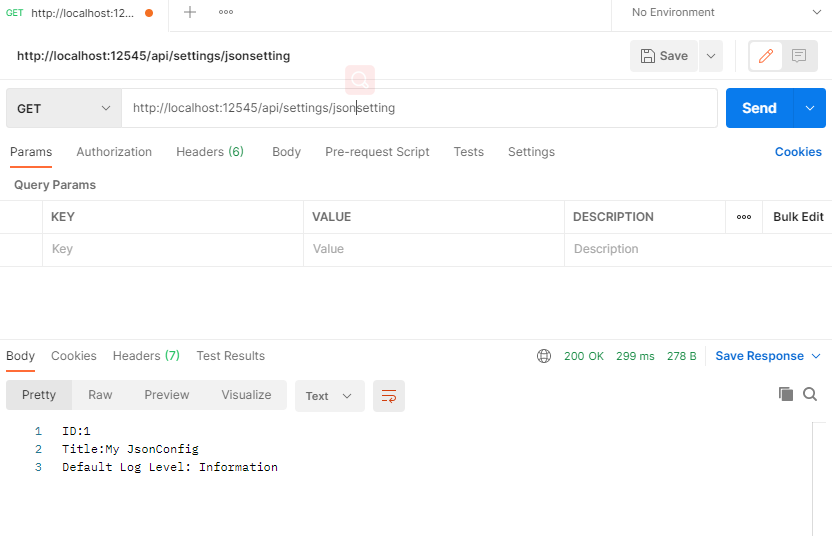 GET http://localhost:12... No Environment
http://localhost:12545/api/settings/jsonsetting Save
GET http://localhost:12545/api/settings/jsonsetting Send
Params Authorization Headers (6) Body Pre-request Script Tests Settings Cookies
Query Params
KEY VALUE DESCRIPTION Bulk Edit
Key Value Description
Body Cookies Headers (7) Test Results 200 OK 299 ms 278 B Save Response
Pretty Raw Preview Visualize Text
1 ID:1
2 Title:My JsonConfig
3 Default Log Level: Information